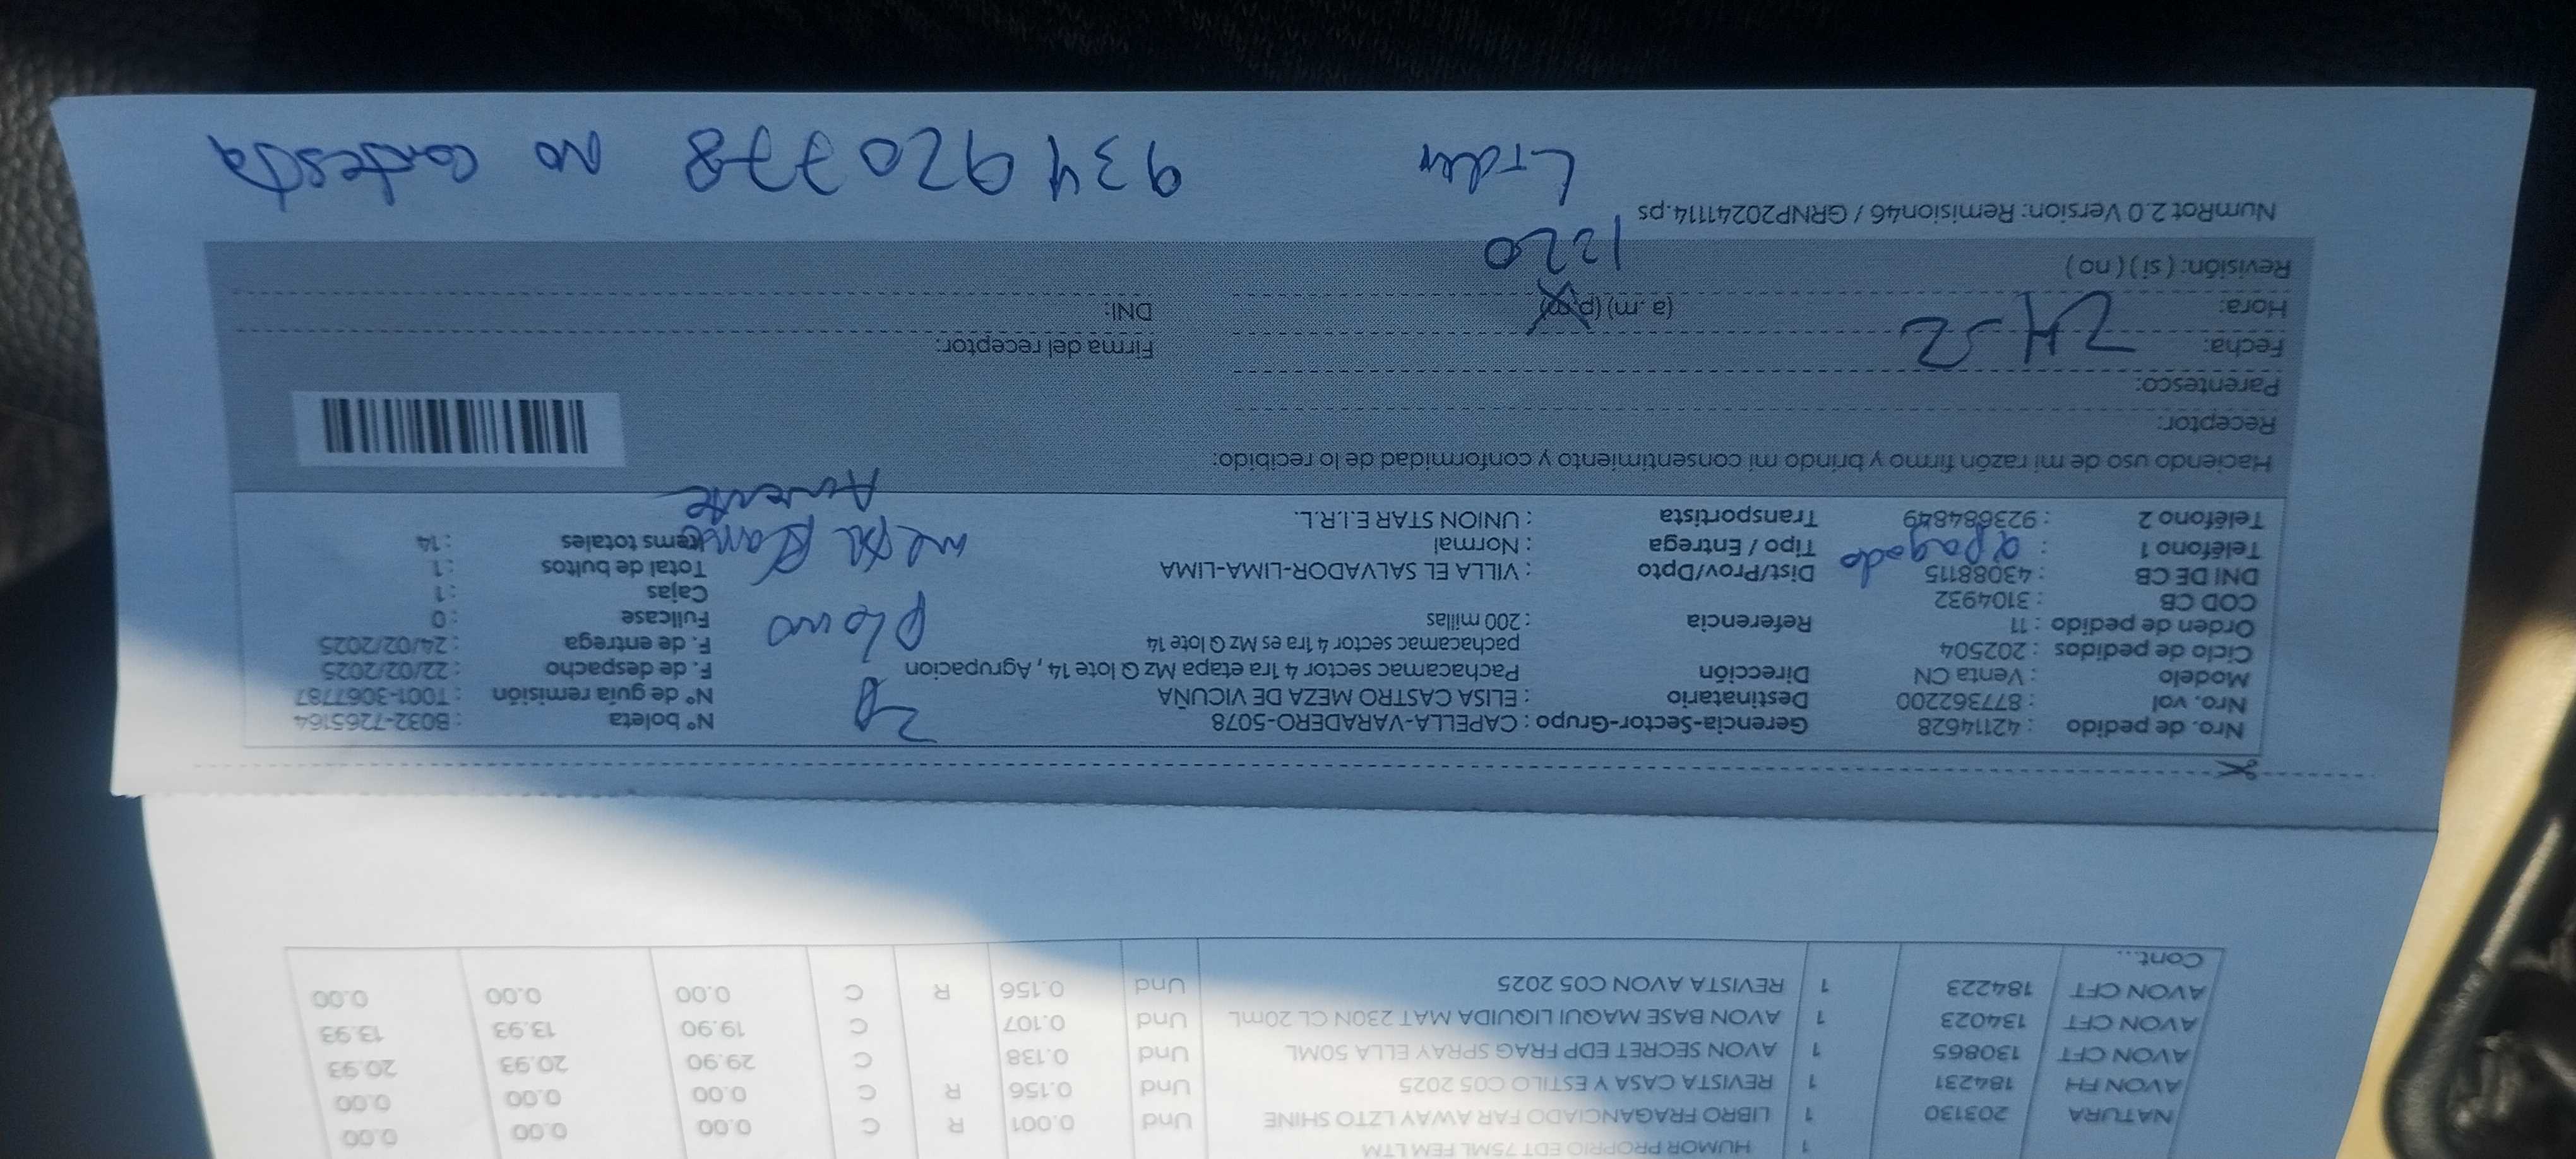 HUMOR PROPRIO EDT 75ML FEM LTM 1
NATURA 203130 1 LIBRO FRAGANCIADO FAR AWAY LZTO SHINE Und 0.001 R C 0.00 0.00 0.00
AVON FH 184231 1 REVISTA CASA Y ESTILO C05 2025 Und 0.156 R C 0.00 0.00 0.00
AVON CFT 130865 1 AVON SECRET EDP FRAG SPRAY ELLA 50ML Und 0.138 C 29.90 20.93 20.93
AVON CFT 134023 1 AVON BASE MAQUI LIQUIDA MAT 230N CL 20mL Und 0.107 C 19.90 13.93 13.93
AVON CFT 184223 1 REVISTA AVON C05 2025 Und 0.156 R C 0.00 0.00 0.00
Cont...
Nro. de pedido : 42114628 Gerencia-Sector-Grupo : CAPELLA-VARADERO-5078 N° boleta : B032-7265164
Nro. vol : 877362200 Destinatario : ELISA CASTRO MEZA DE VICUÑA N° de guía remisión : T001-3067787
Modelo : Venta CN Dirección Pachacamac sector 4 1ra etapa Mz Q lote 14 , Agrupacion F. de despacho : 22/02/2025
Ciclo de pedidos : 202504 pachacamac sector 4 1ra es Mz Q lote 14 F. de entrega : 24/02/2025
Orden de pedido : 11 Referencia : 200 millas plomo Fullcase : 0
COD CB : 3104932 Cajas : 1
DNI DE CB : 43088115 Dist/Prov/Dpto : VILLA EL SALVADOR-LIMA-LIMA Total de bultos : 1
Teléfono 1 : apagado Tipo / Entrega : Normal Items totales : 14
Teléfono 2 : 923684849 Transportista : UNION STAR E.I.R.L.
Ausente
Haciendo uso de mi razón firmo y brindo mi consentimiento y conformidad de lo recibido:
Receptor:
Parentesco:
Fecha: 24-2 Firma del receptor:
Hora: (a .m) (p.m) DNI:
Revisión: ( si ) ( no ) 1220
NumRot 2.0 Version: Remision46 / GRNP20241114.ps
Lider 934 920 778 no contesta